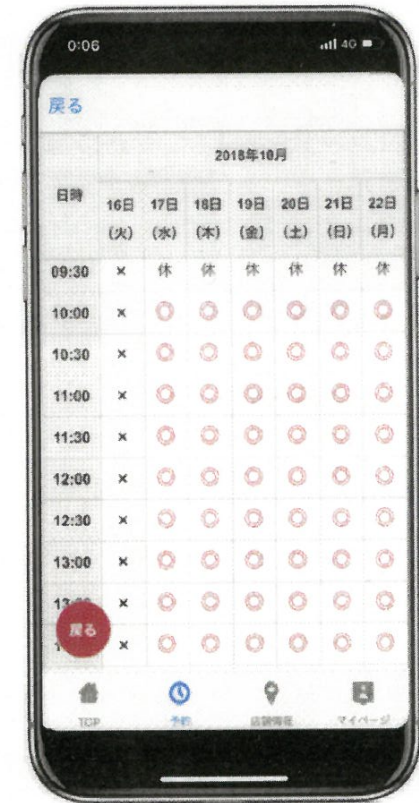 0:06 4G
戻る
2018年10月
日時 16日 17日 18日 19日 20日 21日 22日
(火) (水) (木) (金) (土) (日) (月)
09:30 × 休 休 休 休 休 休
10:00 × ◎ ◎ ◎ ◎ ◎ ◎
10:30 × ◎ ◎ ◎ ◎ ◎ ◎
11:00 × ◎ ◎ ◎ ◎ ◎ ◎
11:30 × ◎ ◎ ◎ ◎ ◎ ◎
12:00 × ◎ ◎ ◎ ◎ ◎ ◎
12:30 × ◎ ◎ ◎ ◎ ◎ ◎
13:00 × ◎ ◎ ◎ ◎ ◎ ◎
× ◎ ◎ ◎ ◎ ◎ ◎
戻る
× ◎ ◎ ◎ ◎ ◎ ◎
TOP 予約 店舗情報 マイページ